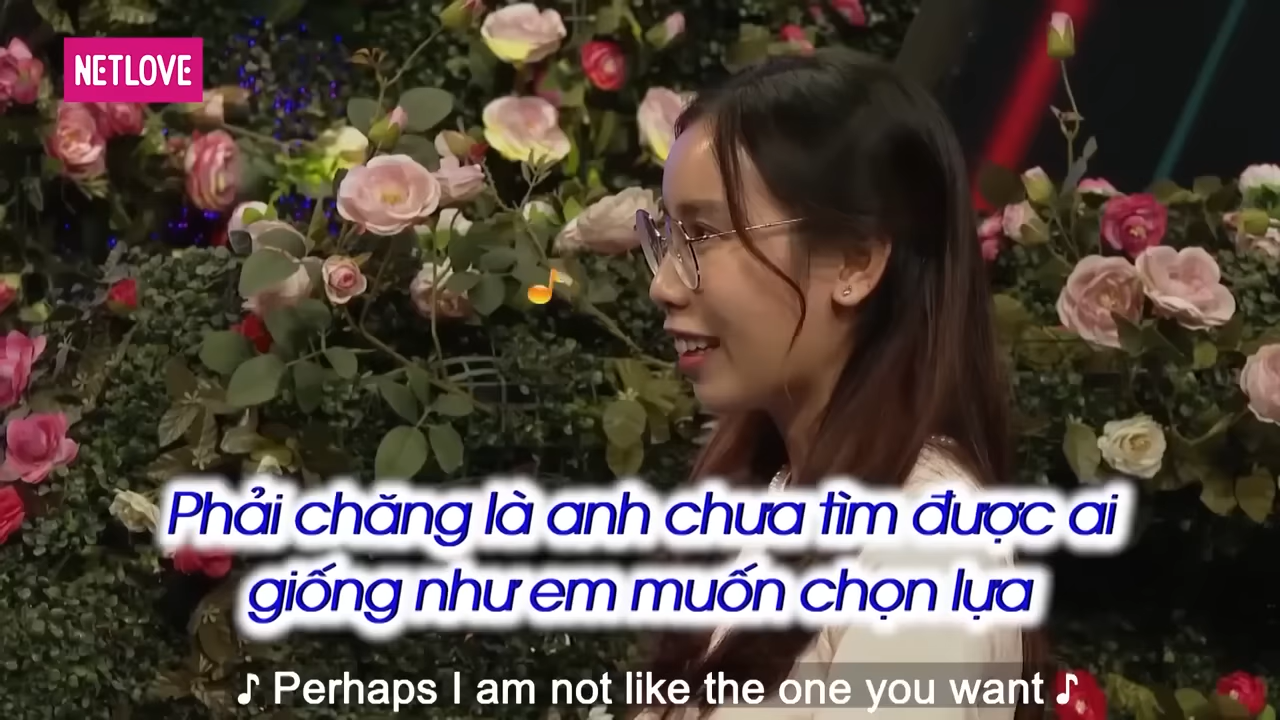 NETLOVE
Phải chăng là anh chưa tìm được ai
giống như em muốn chọn lựa
♪ Perhaps I am not like the one you want ♪